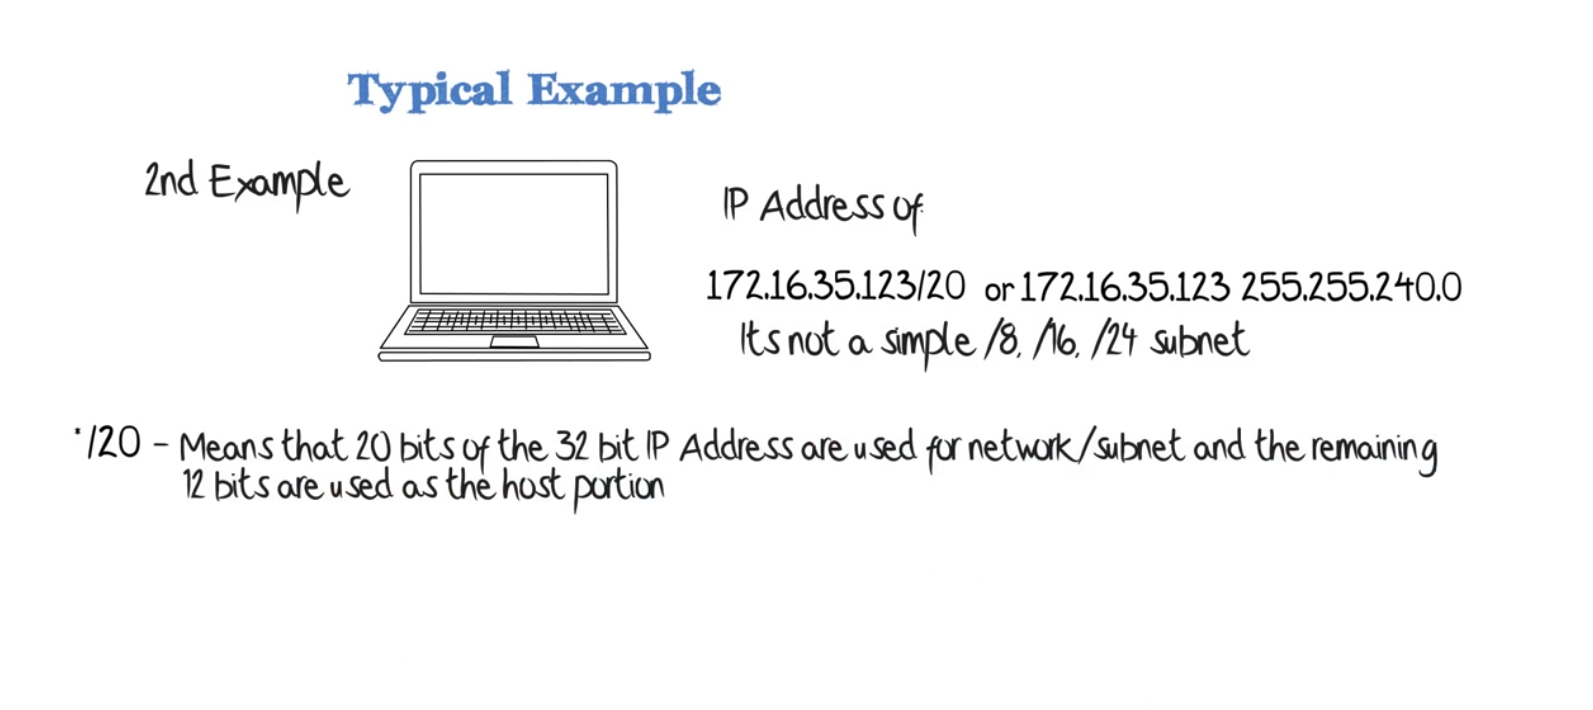 Typical Example
2nd Example
IP Address of
172.16.35.123/20 or 172.16.35.123 255.255.240.0
Its not a simple /8, /16, /24 subnet
*/20 - Means that 20 bits of the 32 bit IP Address are used for network/subnet and the remaining
12 bits are used as the host portion